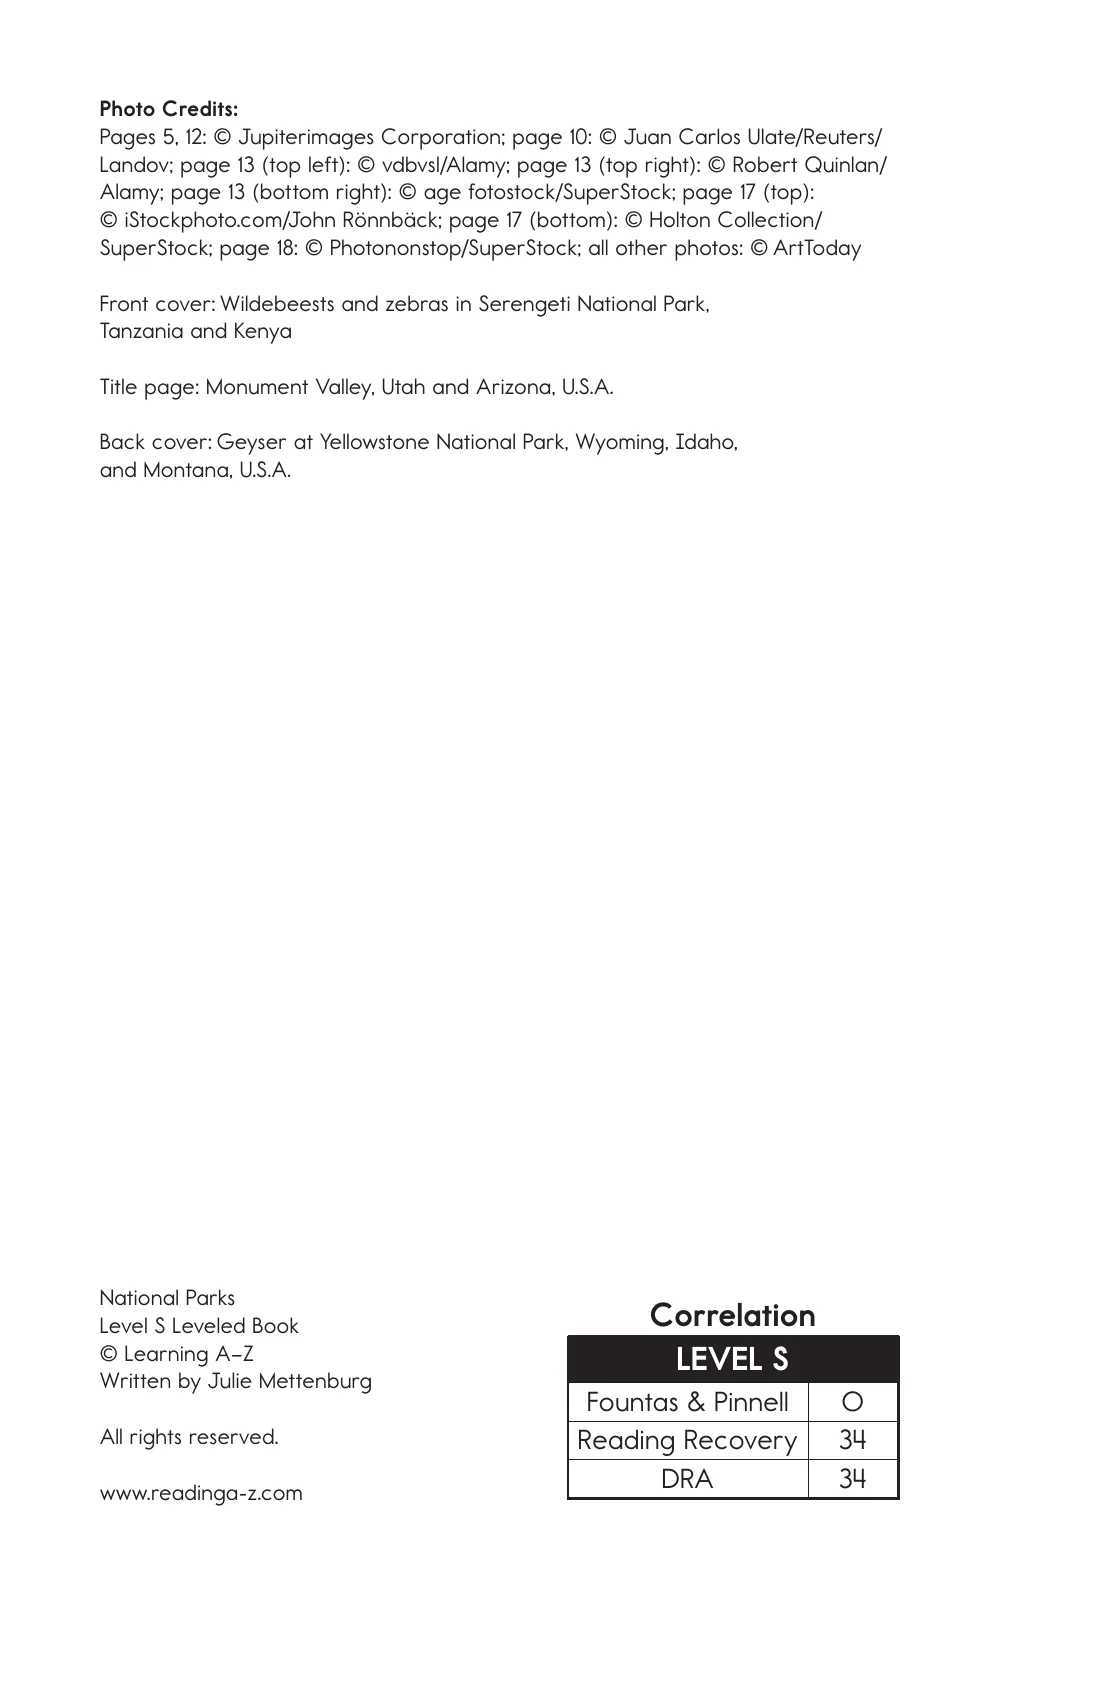 Photo Credits:
Pages 5, 12: © Jupiterimages Corporation; page 10: © Juan Carlos Ulate/Reuters/
Landov; page 13 (top left): © vdbvsl/Alamy; page 13 (top right): © Robert Quinlan/
Alamy; page 13 (bottom right): © age fotostock/SuperStock; page 17 (top):
© iStockphoto.com/John Rönnbäck; page 17 (bottom): © Holton Collection/
SuperStock; page 18: © Photononstop/SuperStock; all other photos: © ArtToday
Front cover: Wildebeests and zebras in Serengeti National Park,
Tanzania and Kenya
Title page: Monument Valley, Utah and Arizona, U.S.A.
Back cover: Geyser at Yellowstone National Park, Wyoming, Idaho,
and Montana, U.S.A.
National Parks
Level S Leveled Book
© Learning A–Z
Written by Julie Mettenburg
All rights reserved.
www.readinga-z.com
Correlation
LEVEL S
Fountas & Pinnell O
Reading Recovery 34
DRA 34